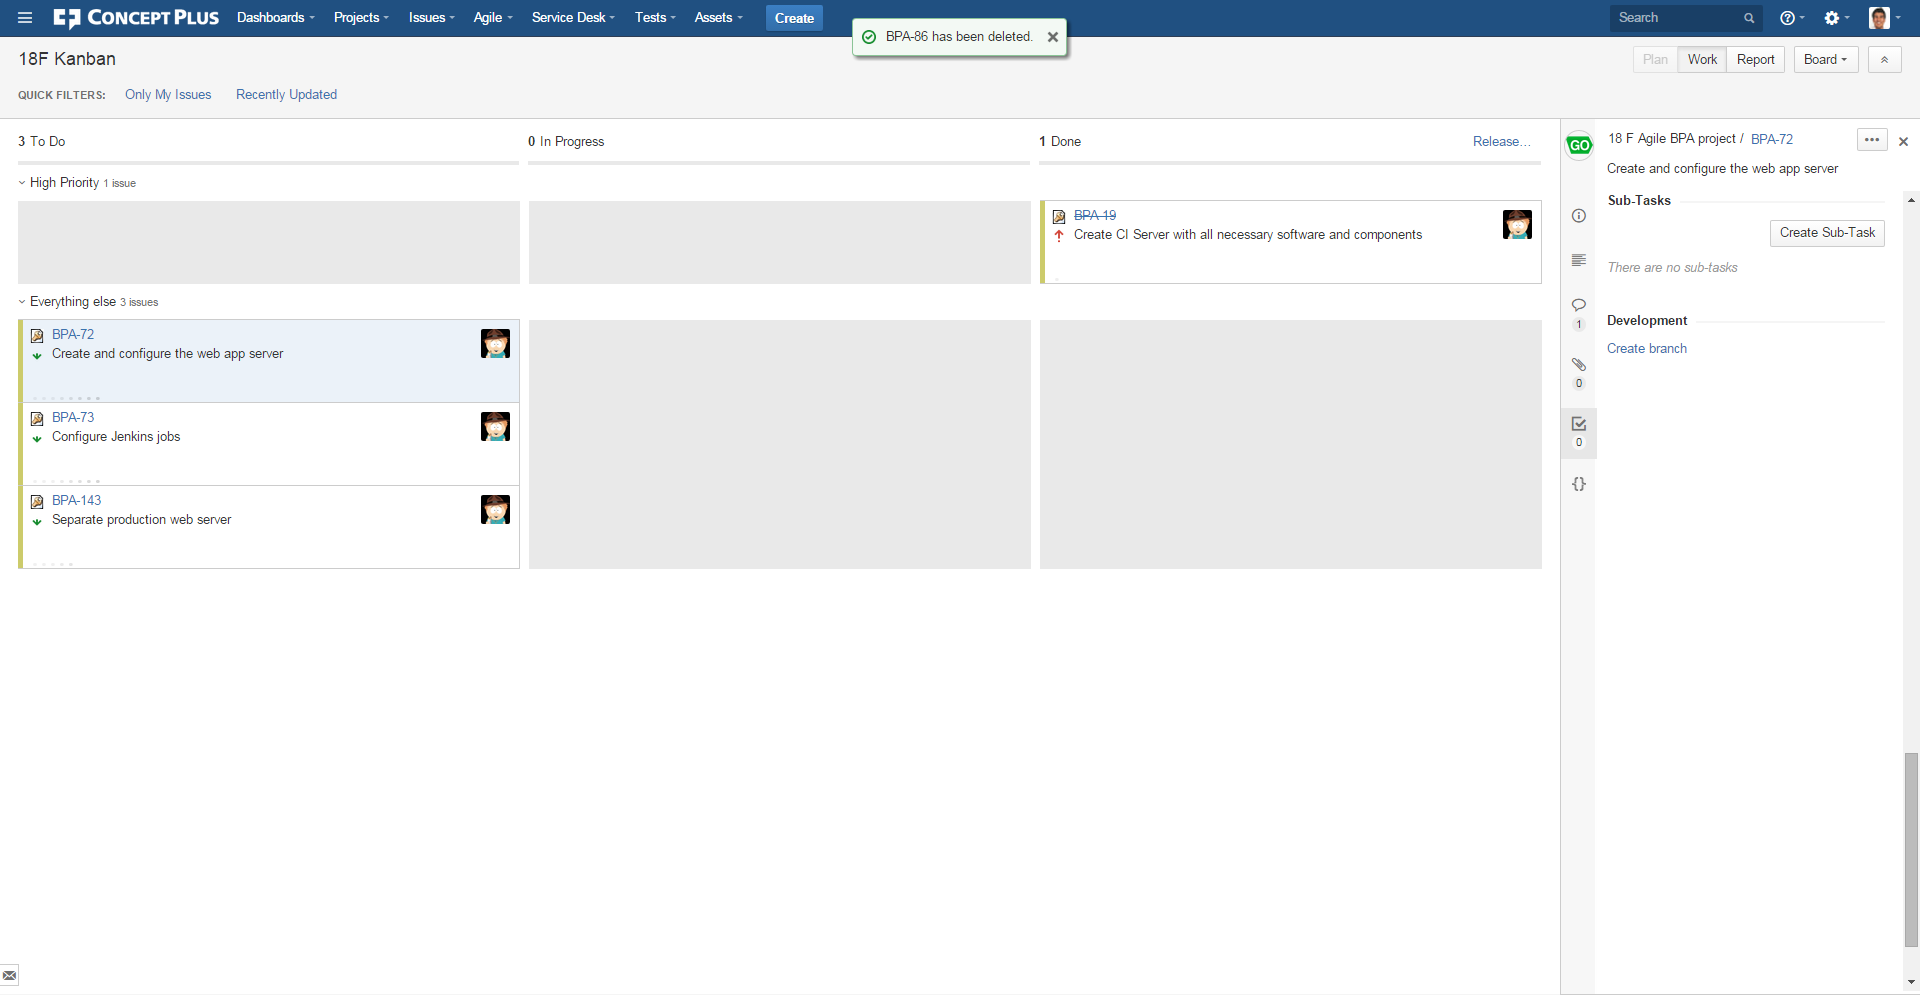 CONCEPT PLUS Dashboards Projects Issues Agile Service Desk Tests Assets Create Search
BPA-86 has been deleted.
18F Kanban
Plan Work Report Board
QUICK FILTERS: Only My Issues Recently Updated
3 To Do
0 In Progress
1 Done Release...
High Priority 1 issue
BPA-19
Create CI Server with all necessary software and components
Everything else 3 issues
BPA-72
Create and configure the web app server
BPA-73
Configure Jenkins jobs
BPA-143
Separate production web server
GO
18 F Agile BPA project / BPA-72
Create and configure the web app server
Sub-Tasks
Create Sub-Task
There are no sub-tasks
Development
Create branch
1
0
0
{}